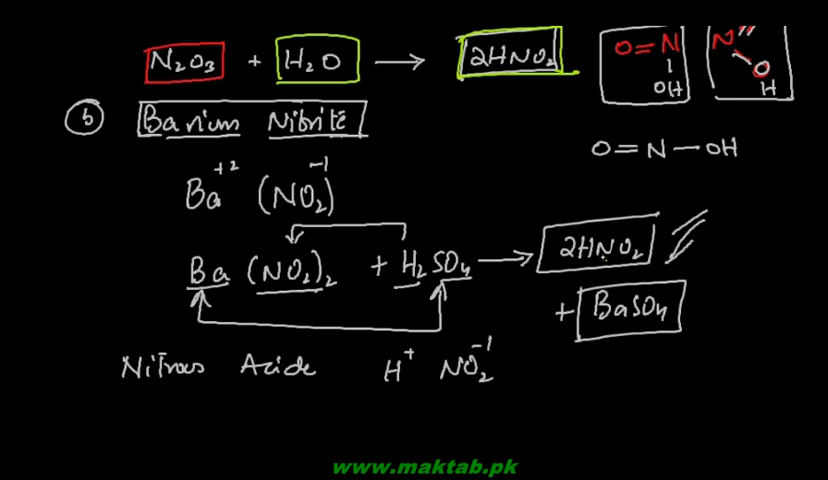 N₂O₃ + H₂O → 2HNO₂
O=N
OH
N
O
H
b Barium Nitrite
O=N—OH
Ba⁺² (NO₂⁻¹)
Ba(NO₂)₂ + H₂SO₄ → 2HNO₂
+ BaSO₄
Nitrous Acide H⁺ NO₂⁻¹
www.maktab.pk